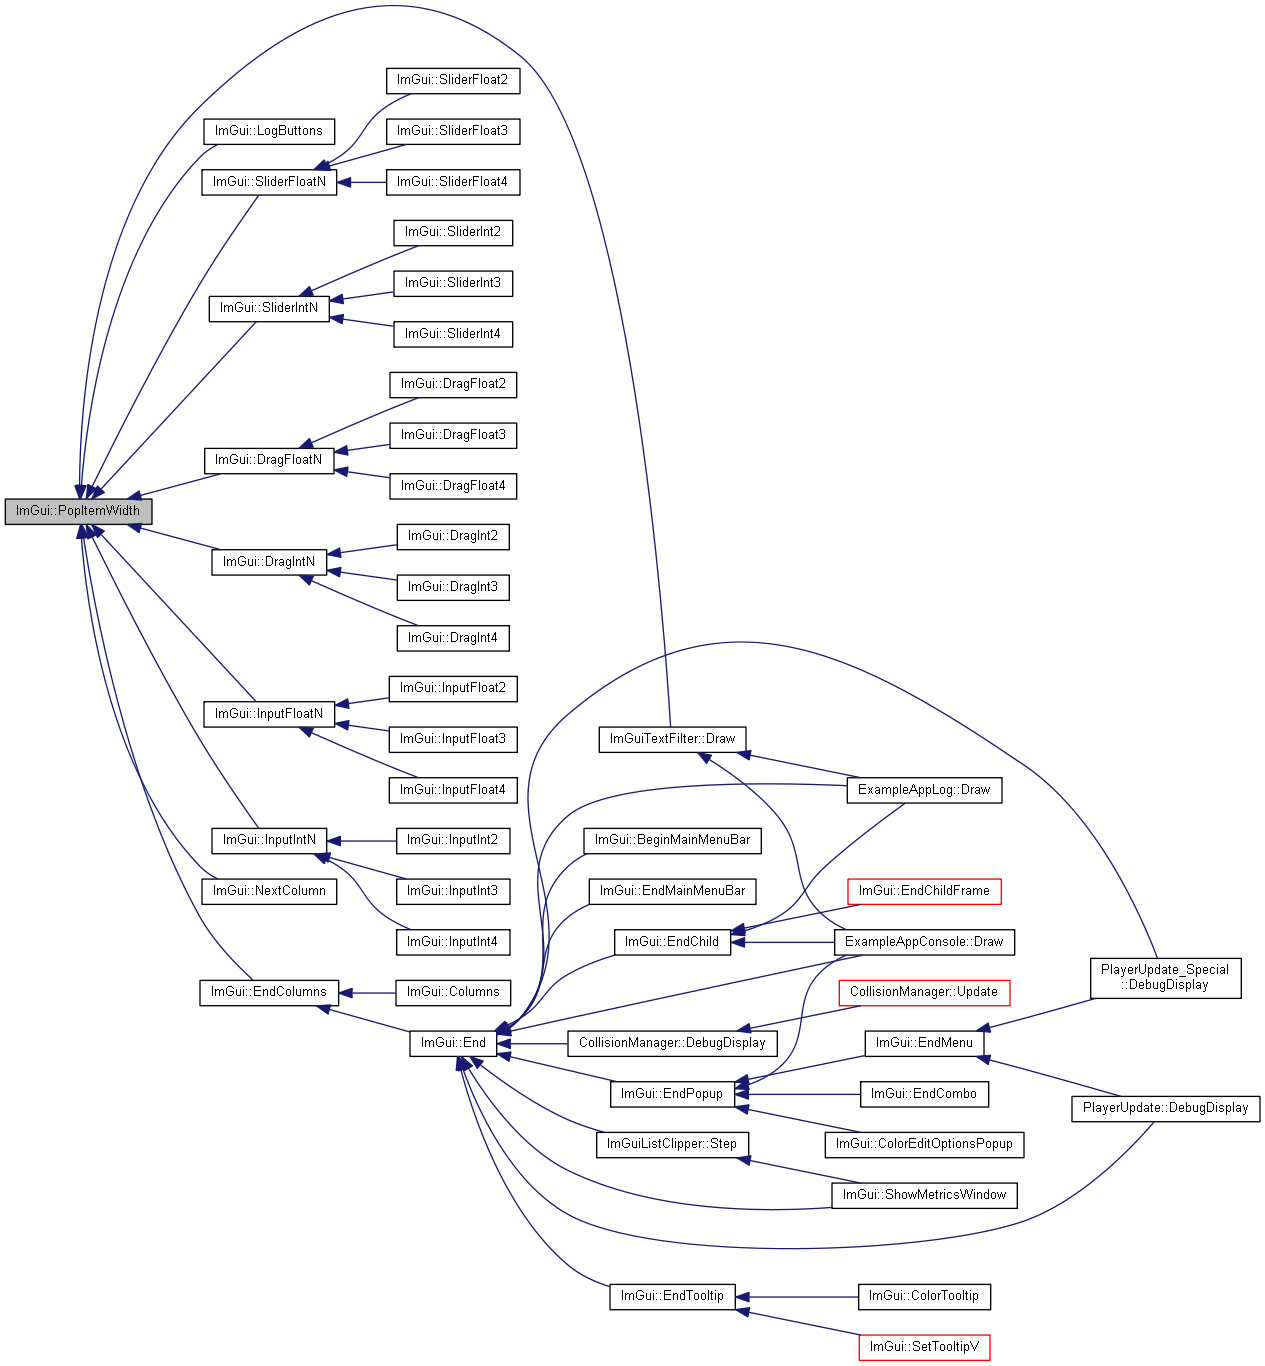 ImGui::SliderFloat2
ImGui::LogButtons
ImGui::SliderFloat3
ImGui::SliderFloatN
ImGui::SliderFloat4
ImGui::SliderInt2
ImGui::SliderInt3
ImGui::SliderIntN
ImGui::SliderInt4
ImGui::DragFloat2
ImGui::DragFloat3
ImGui::DragFloatN
ImGui::DragFloat4
ImGui::PopItemWidth
ImGui::DragInt2
ImGui::DragIntN
ImGui::DragInt3
ImGui::DragInt4
ImGui::InputFloat2
ImGui::InputFloatN
ImGui::InputFloat3
ImGuiTextFilter::Draw
ImGui::InputFloat4
ExampleAppLog::Draw
ImGui::InputIntN
ImGui::InputInt2
ImGui::BeginMainMenuBar
ImGui::NextColumn
ImGui::InputInt3
ImGui::EndMainMenuBar
ImGui::EndChildFrame
ImGui::InputInt4
ImGui::EndChild
ExampleAppConsole::Draw
PlayerUpdate_Special
::DebugDisplay
ImGui::EndColumns
ImGui::Columns
CollisionManager::Update
ImGui::End
CollisionManager::DebugDisplay
ImGui::EndMenu
ImGui::EndPopup
ImGui::EndCombo
PlayerUpdate::DebugDisplay
ImGuiListClipper::Step
ImGui::ColorEditOptionsPopup
ImGui::ShowMetricsWindow
ImGui::EndTooltip
ImGui::ColorTooltip
ImGui::SetTooltipV